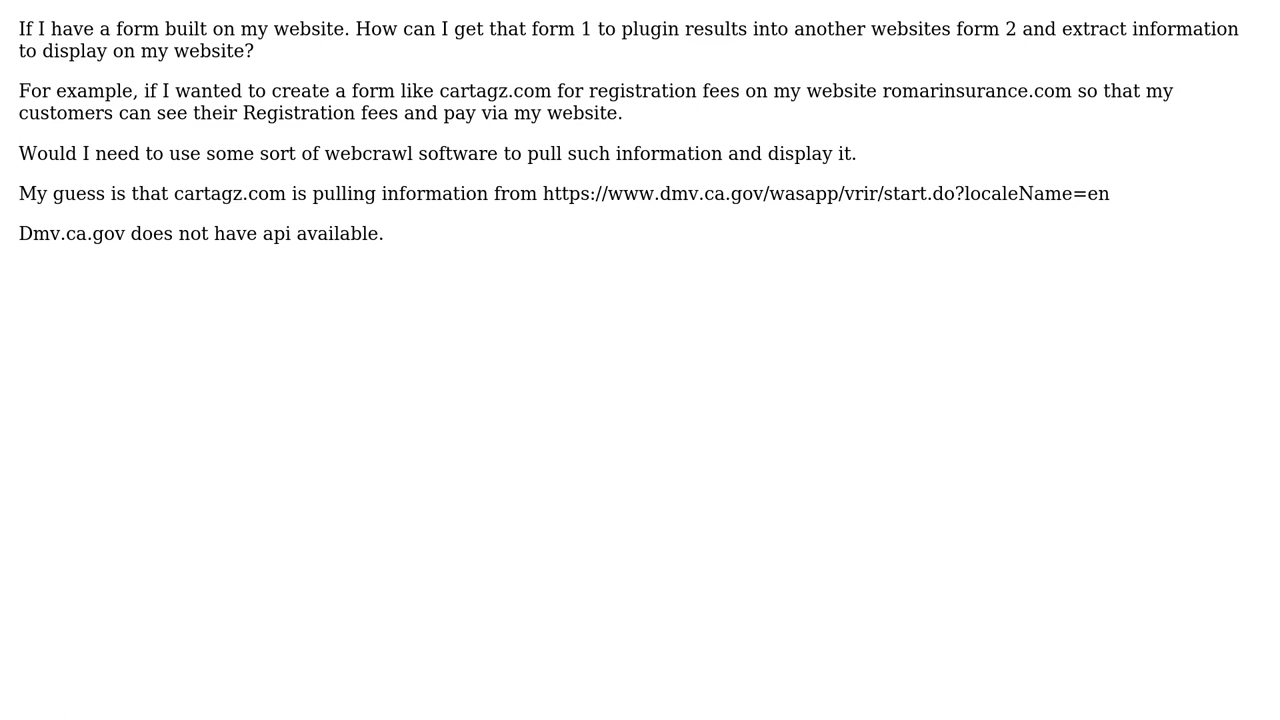 If I have a form built on my website. How can I get that form 1 to plugin results into another websites form 2 and extract information
to display on my website?
For example, if I wanted to create a form like cartagz.com for registration fees on my website romarinsurance.com so that my
customers can see their Registration fees and pay via my website.
Would I need to use some sort of webcrawl software to pull such information and display it.
My guess is that cartagz.com is pulling information from https://www.dmv.ca.gov/wasapp/vrir/start.do?localeName=en
Dmv.ca.gov does not have api available.